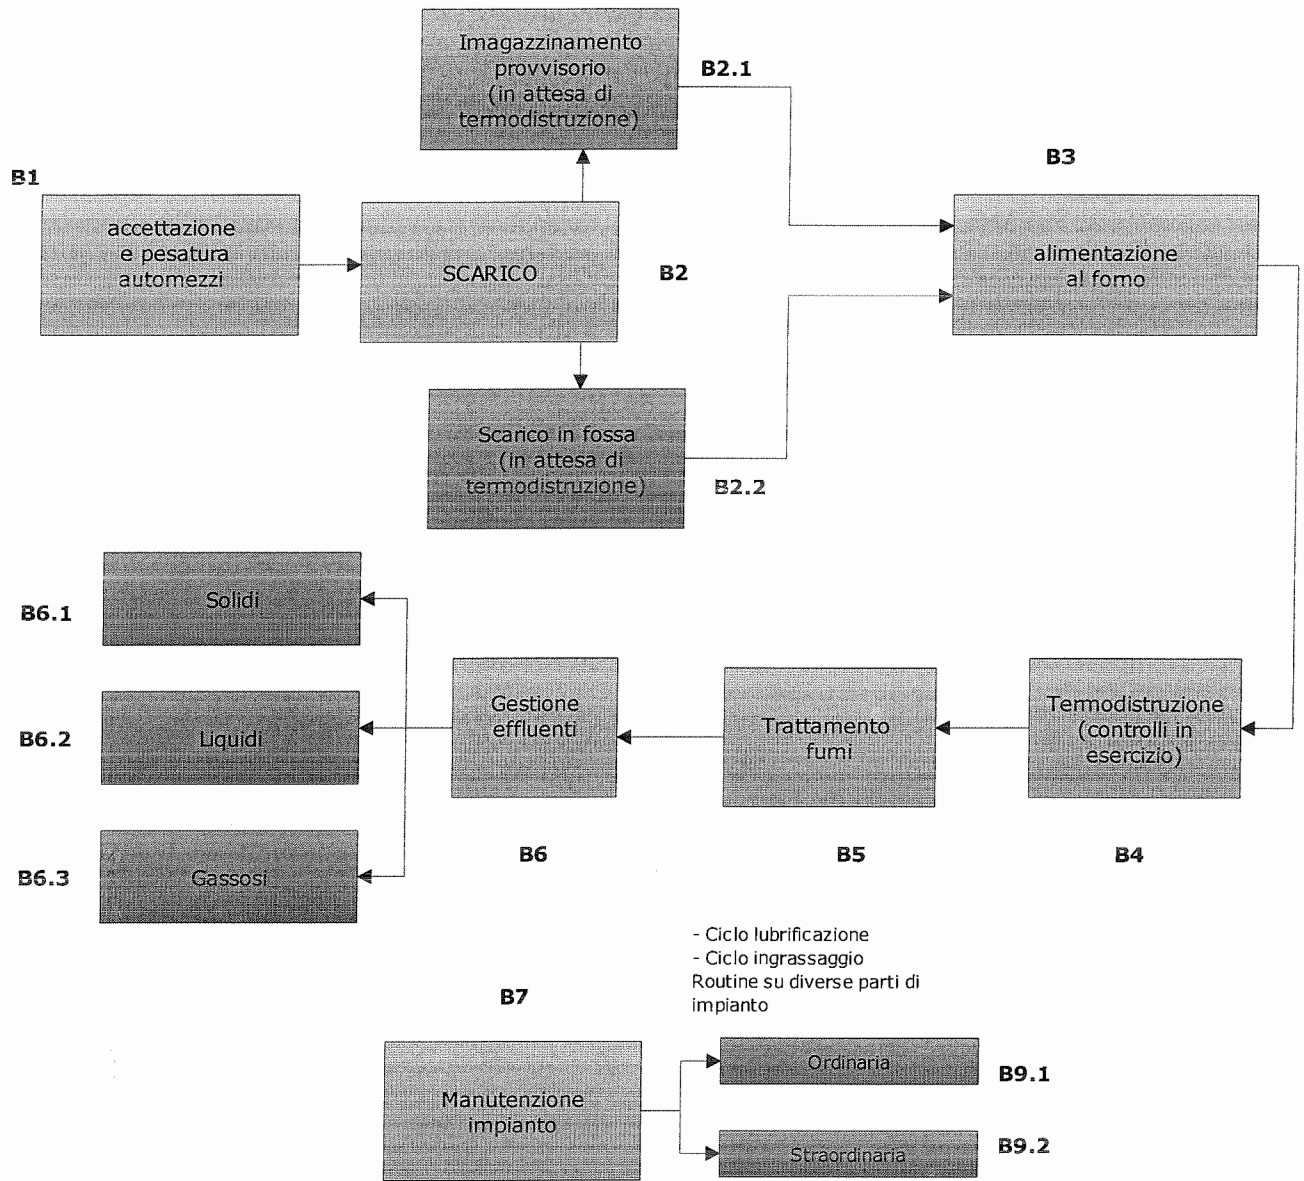 Imagazzinamento
provvisorio
(in attesa di
termodistruzione)
B2.1
B1
accettazione
e pesatura
automezzi
SCARICO
B2
B3
alimentazione
al forno
Scarico in fossa
(in attesa di
termodistruzione)
B2.2
B6.1
Solidi
B6.2
Liquidi
B6.3
Gassosi
Gestione
effluenti
B6
Trattamento
fumi
B5
Termodistruzione
(controlli in
esercizio)
B4
- Ciclo lubrificazione
- Ciclo ingrassaggio
Routine su diverse parti di
impianto
B7
Manutenzione
impianto
Ordinaria
B9.1
Straordinaria
B9.2